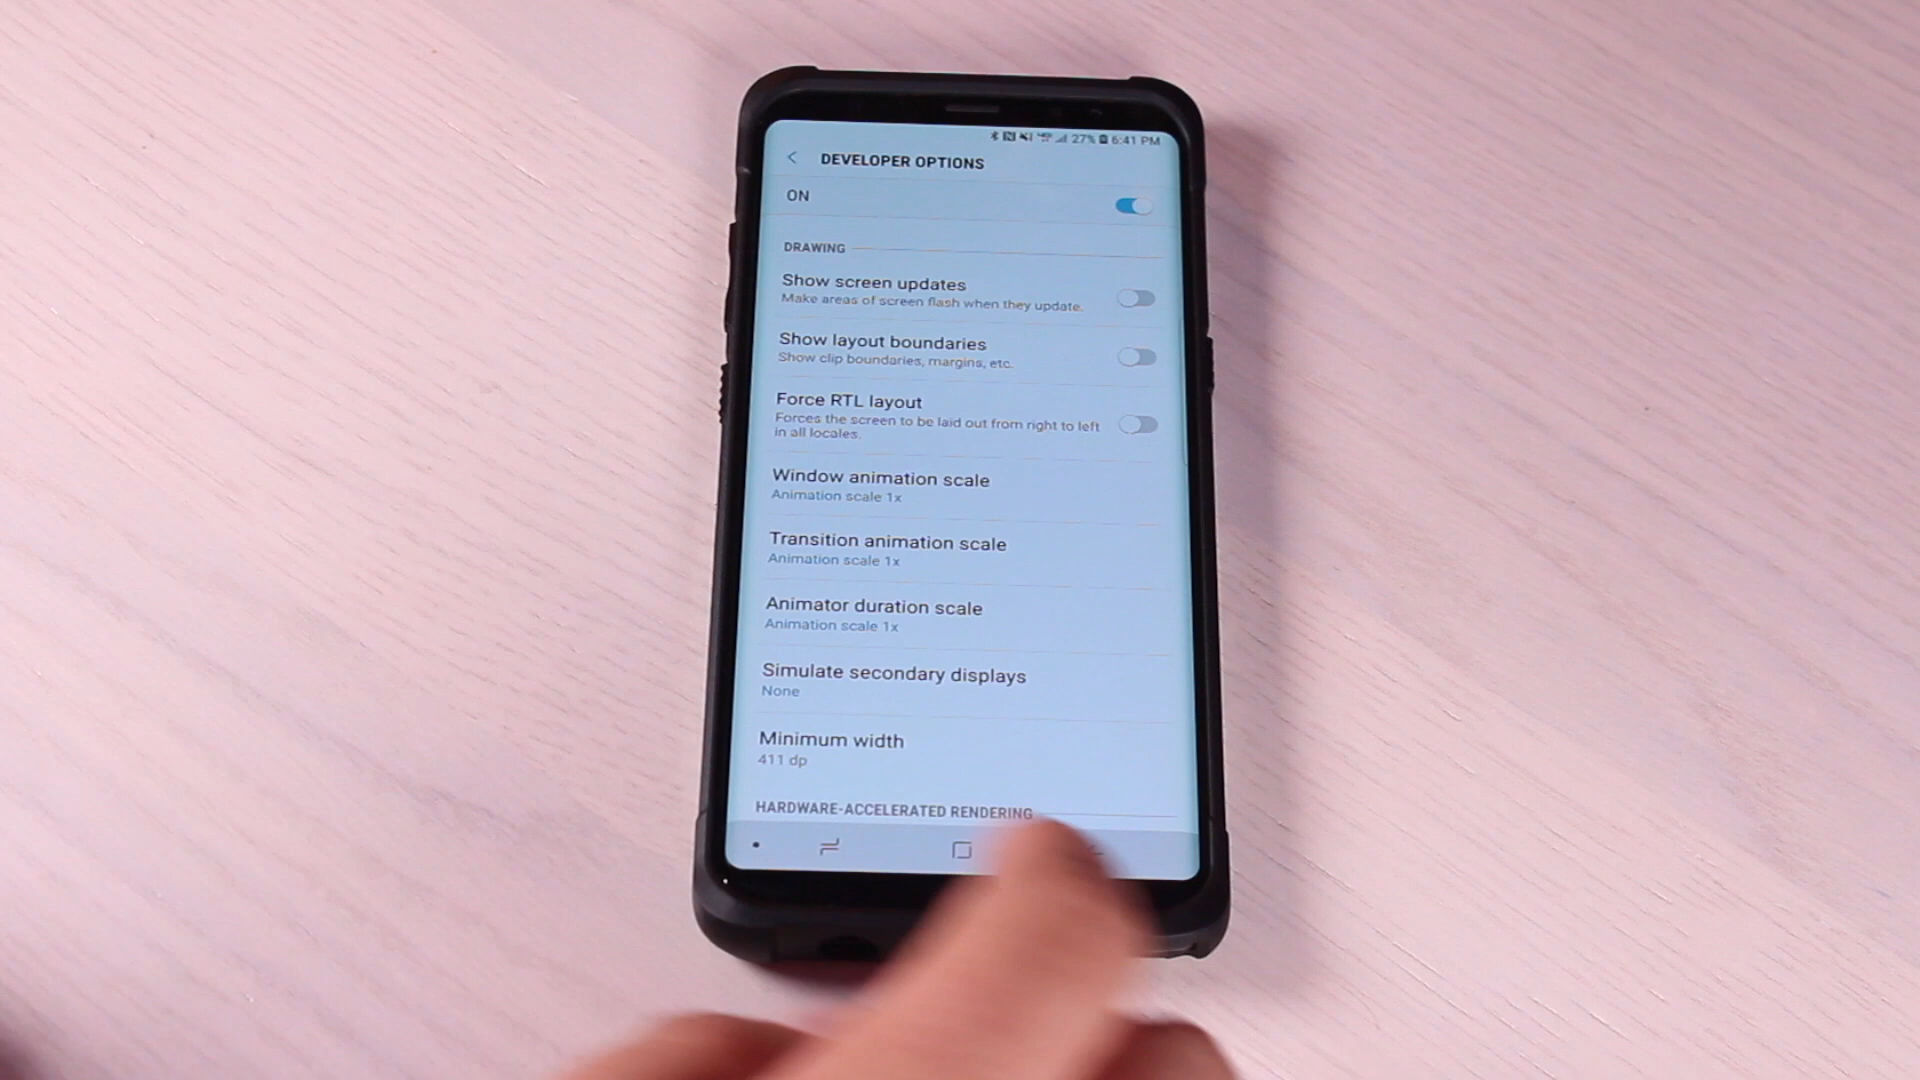 27% 6:41 PM
DEVELOPER OPTIONS
ON
DRAWING
Show screen updates
Make areas of screen flash when they update.
Show layout boundaries
Show clip boundaries, margins, etc.
Force RTL layout
Forces the screen to be laid out from right to left
in all locales.
Window animation scale
Animation scale 1x
Transition animation scale
Animation scale 1x
Animator duration scale
Animation scale 1x
Simulate secondary displays
None
Minimum width
411 dp
HARDWARE-ACCELERATED RENDERING